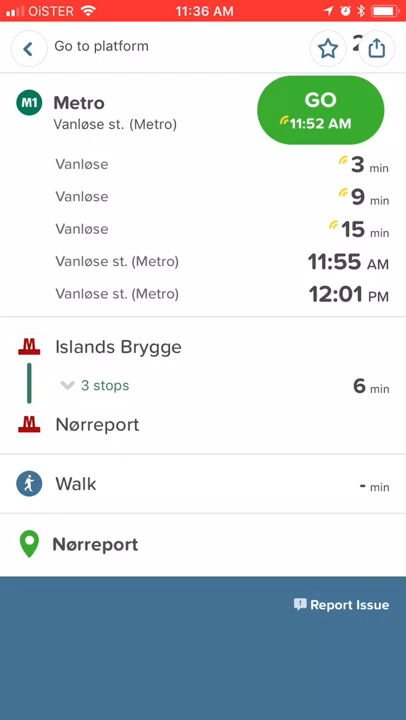 OiSTER 11:36 AM
Go to platform
M1 Metro
Vanløse st. (Metro)
GO
11:52 AM
Vanløse 3 min
Vanløse 9 min
Vanløse 15 min
Vanløse st. (Metro) 11:55 AM
Vanløse st. (Metro) 12:01 PM
M Islands Brygge
3 stops 6 min
M Nørreport
Walk - min
Nørreport
Report Issue